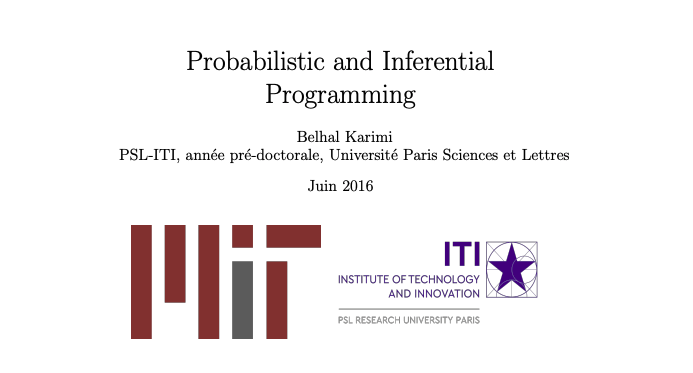 Probabilistic and Inferential
Programming
Belhal Karimi
PSL-ITI, année pré-doctorale, Université Paris Sciences et Lettres
Juin 2016
MIT
ITI
INSTITUTE OF TECHNOLOGY
AND INNOVATION
PSL RESEARCH UNIVERSITY PARIS